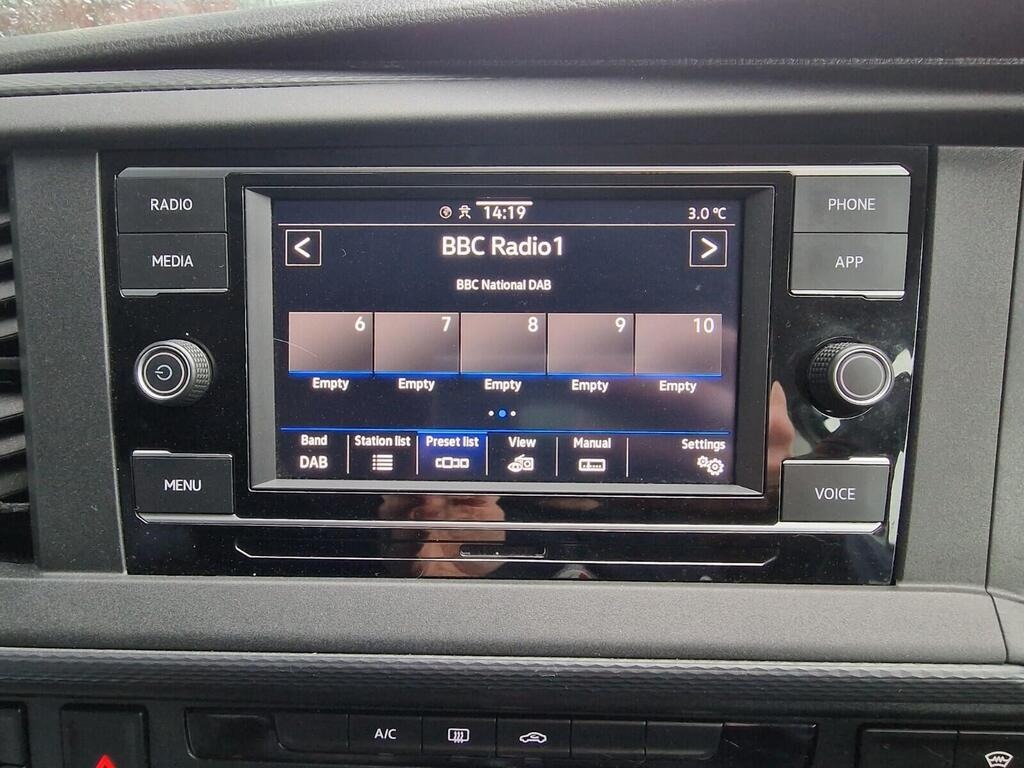 RADIO
MEDIA
MENU
PHONE
APP
VOICE
14:19
3.0 °C
<
BBC Radio1
>
BBC National DAB
6 7 8 9 10
Empty Empty Empty Empty Empty
Band Station list Preset list View Manual Settings
DAB
A/C